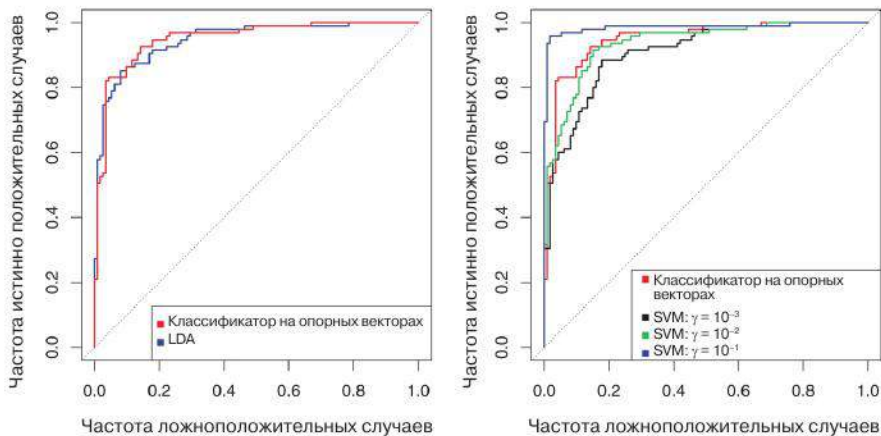 Частота истинно положительных случаев
1.0
0.8
0.6
0.4
0.2
0.0
Классификатор на опорных векторах
LDA
0.0 0.2 0.4 0.6 0.8 1.0
Частота ложноположительных случаев
Частота истинно положительных случаев
1.0
0.8
0.6
0.4
0.2
0.0
Классификатор на опорных
векторах
SVM: γ = 10⁻³
SVM: γ = 10⁻²
SVM: γ = 10⁻¹
0.0 0.2 0.4 0.6 0.8 1.0
Частота ложноположительных случаев